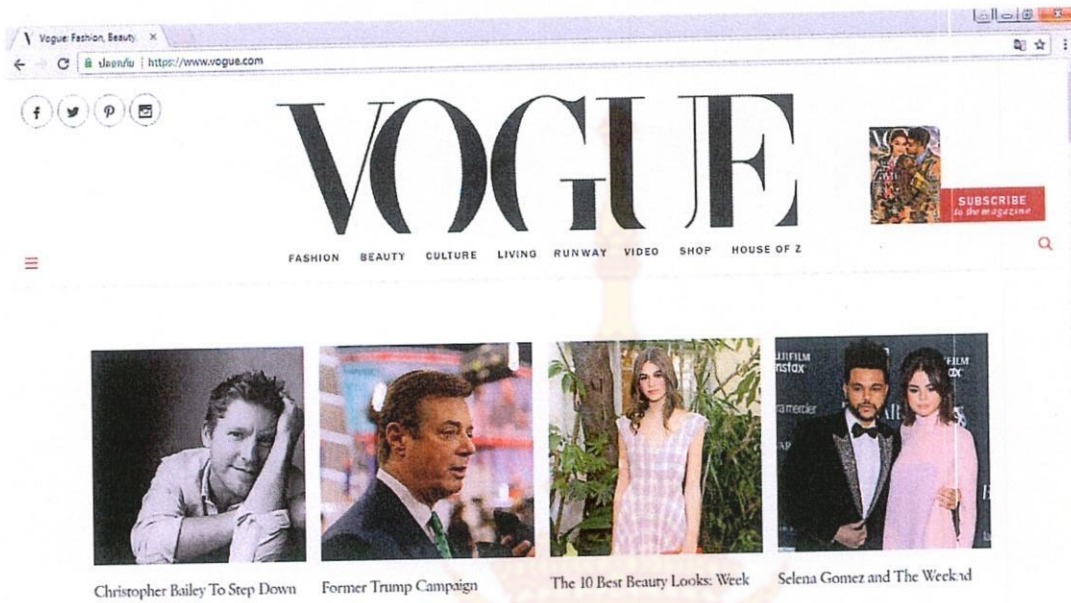 Vogue: Fashion, Beauty
ปลอดภัย | https://www.vogue.com
VOGUE
SUBSCRIBE
to the magazine
FASHION BEAUTY CULTURE LIVING RUNWAY VIDEO SHOP HOUSE OF Z
Christopher Bailey To Step Down
Former Trump Campaign
The 10 Best Beauty Looks: Week
Selena Gomez and The Weeknd